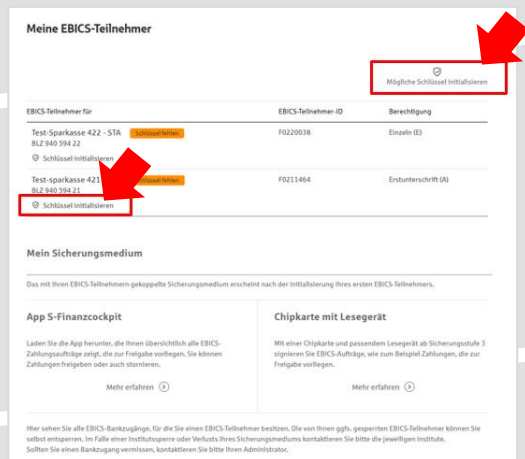 Meine EBICS-Teilnehmer
Mögliche Schlüssel initialisieren
EBICS-Teilnehmer für EBICS-Teilnehmer-ID Berechtigung
Test-Sparkasse 422 - STA Schlüssel fehlen F0220038 Einzeln (E)
BLZ 940 594 22
Schlüssel initialisieren
Test-sparkasse 421 fehlen F0211464 Erstunterschrift (A)
BLZ 940 594 21
Schlüssel initialisieren
Mein Sicherungsmedium
Das mit Ihren EBICS-Teilnehmern gekoppelte Sicherungsmedium erscheint nach der Initialisierung Ihres ersten EBICS-Teilnehmers.
App S-Finanzcockpit
Laden Sie die App herunter, die Ihnen übersichtlich alle EBICS-
Zahlungsaufträge zeigt, die zur Freigabe vorliegen. Sie können
Zahlungen freigeben oder auch stornieren.
Mehr erfahren
Chipkarte mit Lesegerät
Mit einer Chipkarte und passendem Lesegerät ab Sicherungsstufe 3
signieren Sie EBICS-Aufträge, wie zum Beispiel Zahlungen, die zur
Freigabe vorliegen.
Mehr erfahren
Hier sehen Sie alle EBICS-Bankzugänge, für die Sie einen EBICS-Teilnehmer besitzen. Die von Ihnen ggfs. gesperrten EBICS-Teilnehmer können Sie
selbst entsperren. Im Falle einer Institutssperre oder Verlusts Ihres Sicherungsmediums kontaktieren Sie bitte die jeweiligen Institute.
Sollten Sie einen Bankzugang vermissen, kontaktieren Sie bitte Ihren Administrator.